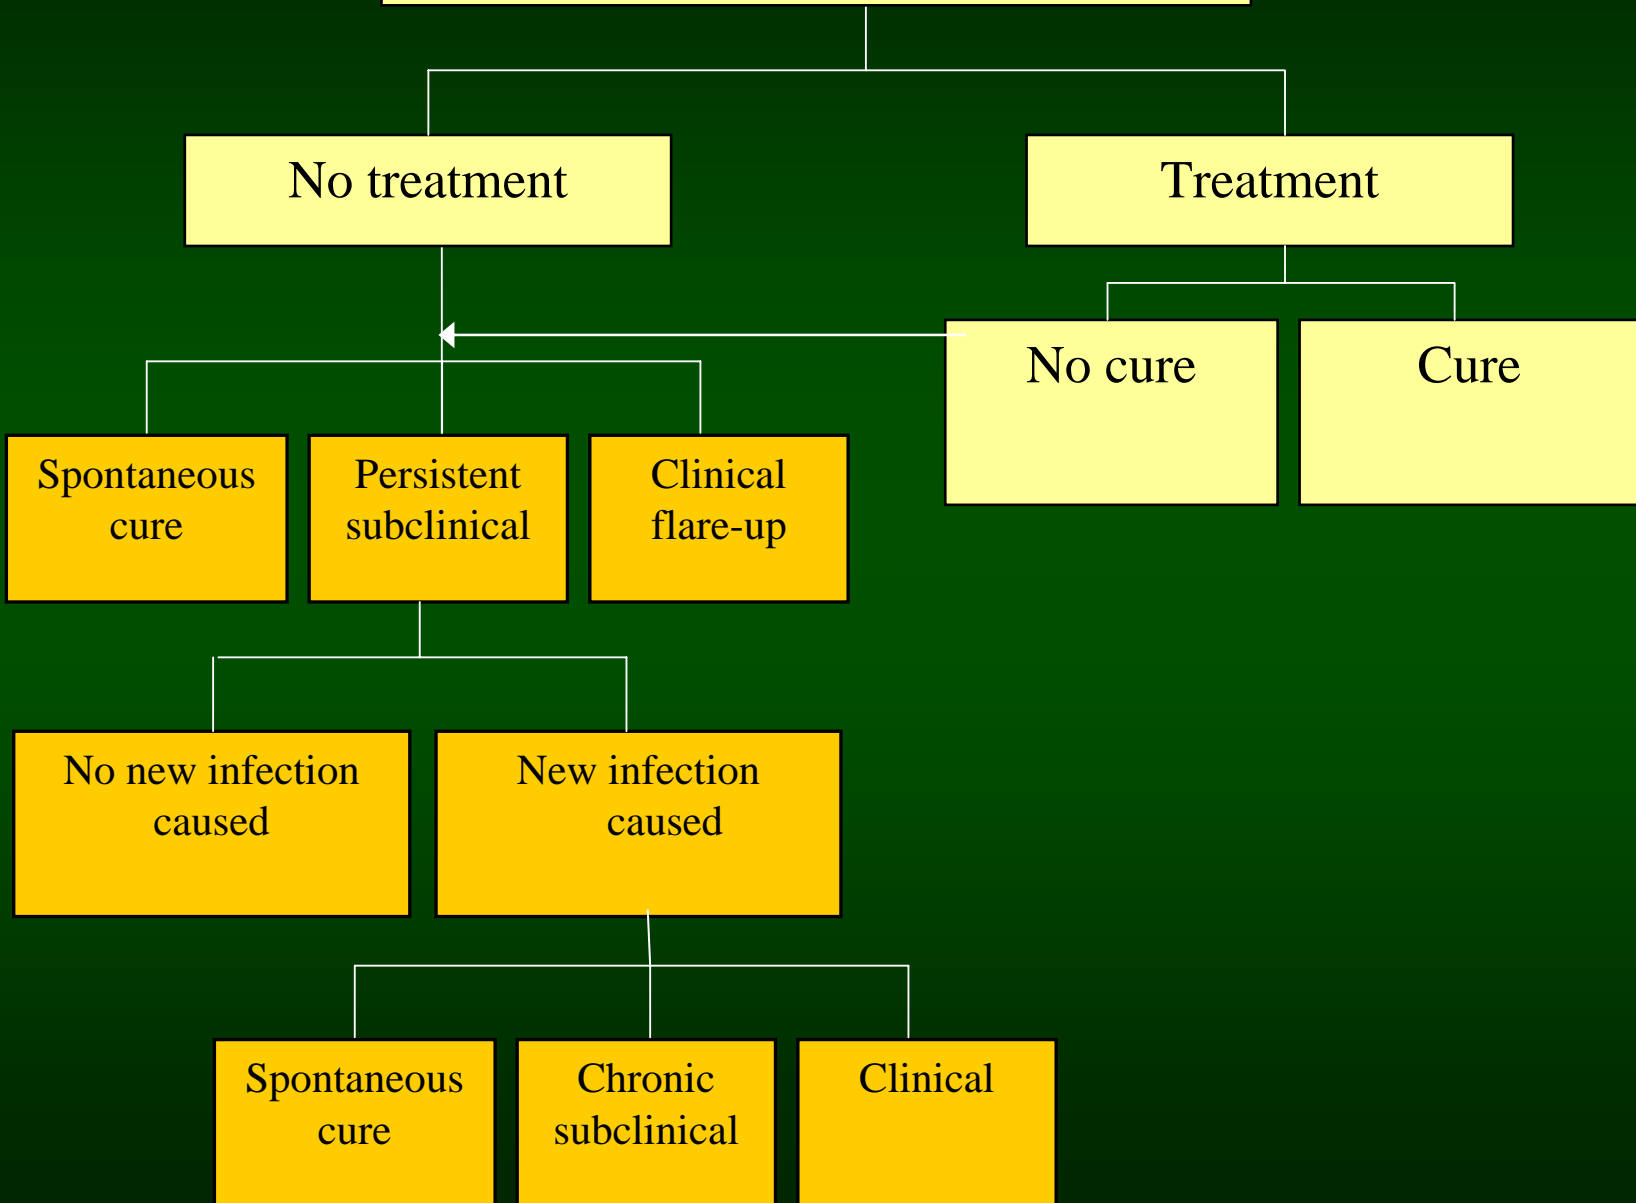 No treatment
Treatment
No cure
Cure
Spontaneous
cure
Persistent
subclinical
Clinical
flare-up
No new infection
caused
New infection
caused
Spontaneous
cure
Chronic
subclinical
Clinical